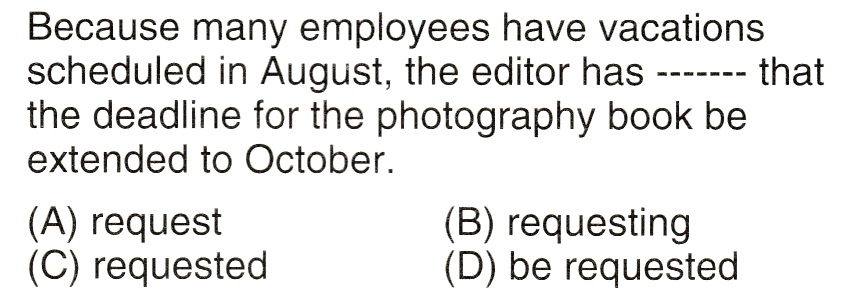 Because many employees have vacations
scheduled in August, the editor has ------- that
the deadline for the photography book be
extended to October.
(A) request (B) requesting
(C) requested (D) be requested